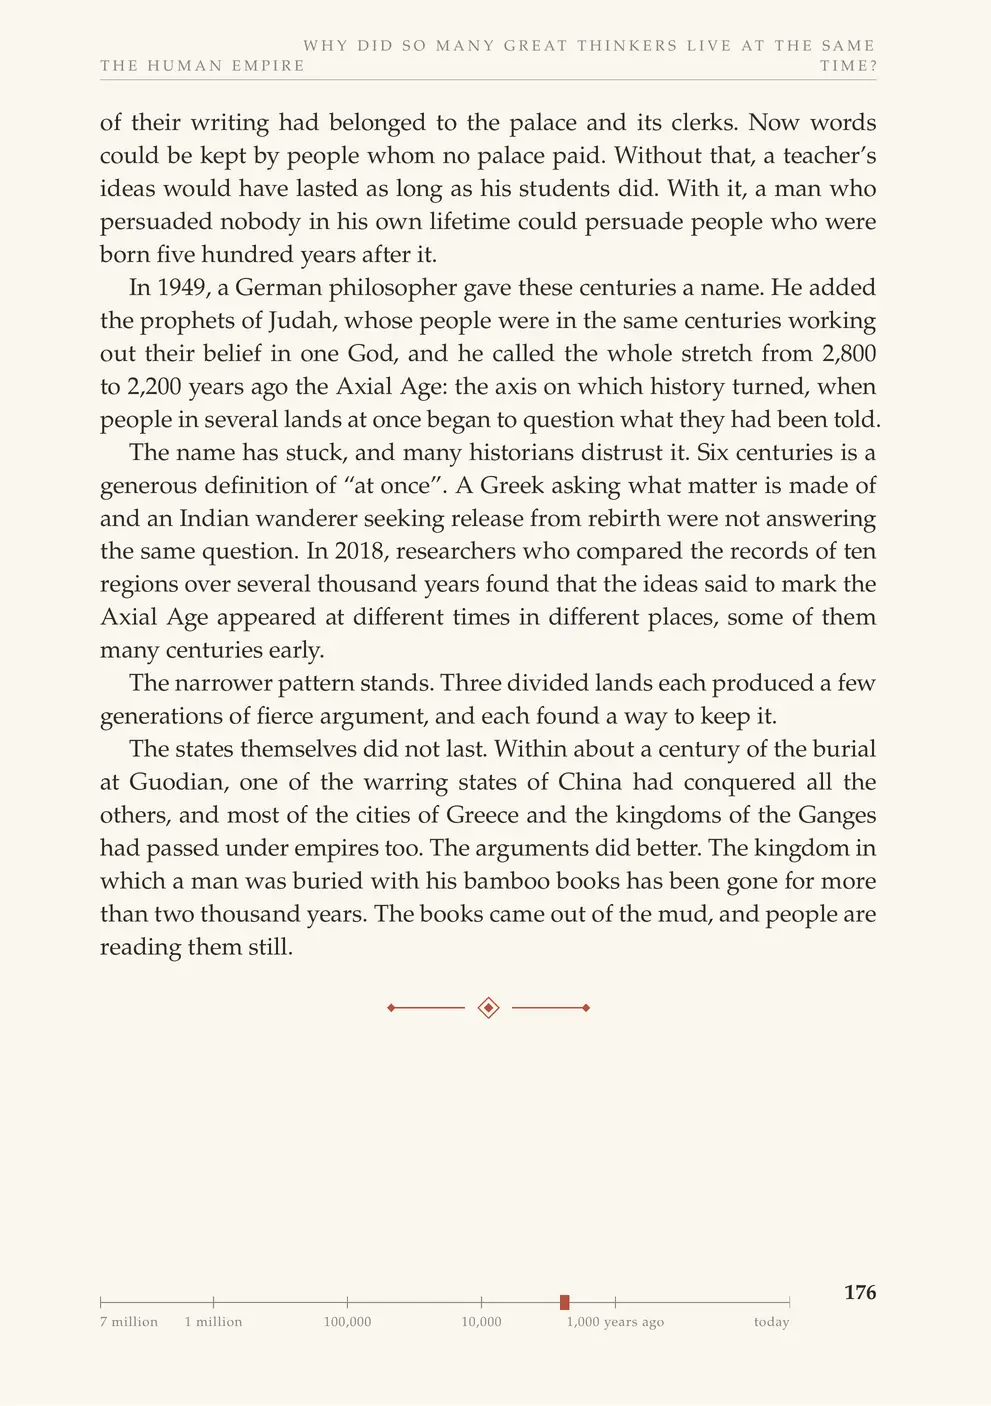 WHY DID SO MANY GREAT THINKERS LIVE AT THE SAME
THE HUMAN EMPIRE TIME?
of their writing had belonged to the palace and its clerks. Now words
could be kept by people whom no palace paid. Without that, a teacher’s
ideas would have lasted as long as his students did. With it, a man who
persuaded nobody in his own lifetime could persuade people who were
born five hundred years after it.
In 1949, a German philosopher gave these centuries a name. He added
the prophets of Judah, whose people were in the same centuries working
out their belief in one God, and he called the whole stretch from 2,800
to 2,200 years ago the Axial Age: the axis on which history turned, when
people in several lands at once began to question what they had been told.
The name has stuck, and many historians distrust it. Six centuries is a
generous definition of “at once”. A Greek asking what matter is made of
and an Indian wanderer seeking release from rebirth were not answering
the same question. In 2018, researchers who compared the records of ten
regions over several thousand years found that the ideas said to mark the
Axial Age appeared at different times in different places, some of them
many centuries early.
The narrower pattern stands. Three divided lands each produced a few
generations of fierce argument, and each found a way to keep it.
The states themselves did not last. Within about a century of the burial
at Guodian, one of the warring states of China had conquered all the
others, and most of the cities of Greece and the kingdoms of the Ganges
had passed under empires too. The arguments did better. The kingdom in
which a man was buried with his bamboo books has been gone for more
than two thousand years. The books came out of the mud, and people are
reading them still.
176
7 million 1 million 100,000 10,000 1,000 years ago today